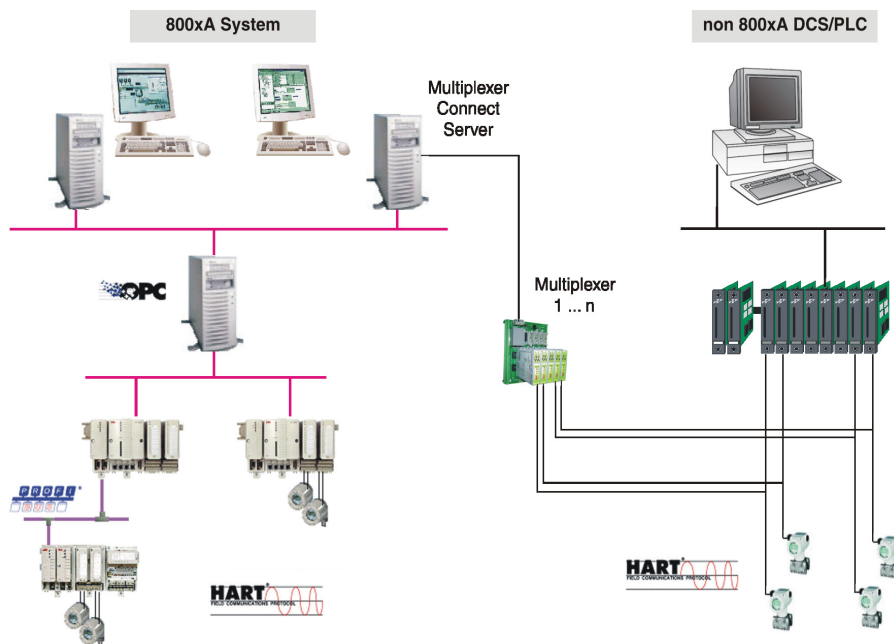 800xA System
non 800xA DCS/PLC
Multiplexer
Connect
Server
OPC
Multiplexer
1 ... n
PROFI®
BUS
HART®
FIELD COMMUNICATIONS PROTOCOL
HART®
FIELD COMMUNICATIONS PROTOCOL